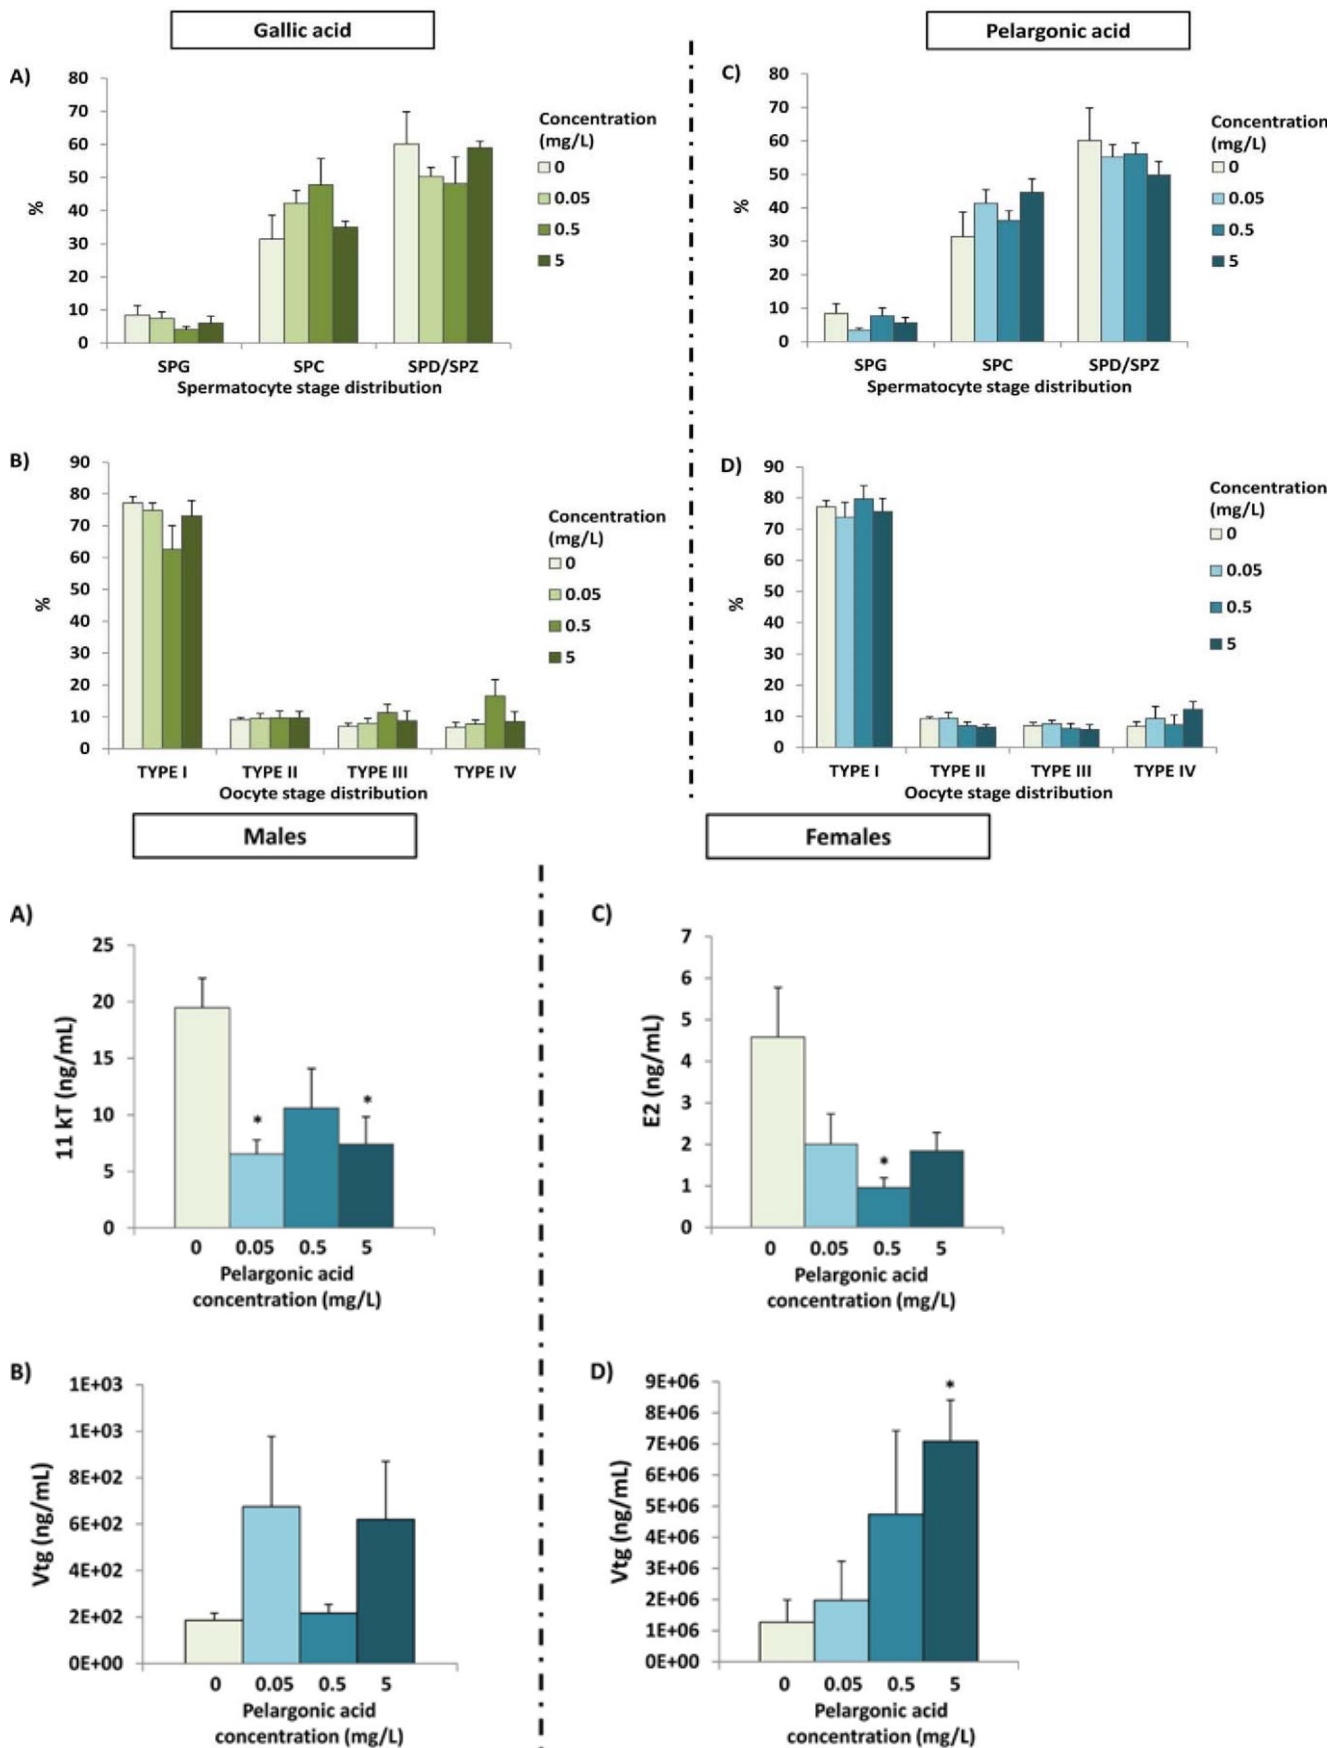 Gallic acid
Pelargonic acid
A)
80
70
60
50
40
30
20
10
0
%
SPG SPC SPD/SPZ
Spermatocyte stage distribution
Concentration
(mg/L)
0
0.05
0.5
5
C)
80
70
60
50
40
30
20
10
0
%
SPG SPC SPD/SPZ
Spermatocyte stage distribution
Concentration
(mg/L)
0
0.05
0.5
5
B)
90
80
70
60
50
40
30
20
10
0
%
TYPE I TYPE II TYPE III TYPE IV
Oocyte stage distribution
Concentration
(mg/L)
0
0.05
0.5
5
D)
90
80
70
60
50
40
30
20
10
0
%
TYPE I TYPE II TYPE III TYPE IV
Oocyte stage distribution
Concentration
(mg/L)
0
0.05
0.5
5
Males
Females
A)
25
20
15
10
5
0
11 kT (ng/mL)
*
*
0 0.05 0.5 5
Pelargonic acid
concentration (mg/L)
C)
7
6
5
4
3
2
1
0
E2 (ng/mL)
*
0 0.05 0.5 5
Pelargonic acid
concentration (mg/L)
B)
1E+03
1E+03
8E+02
6E+02
4E+02
2E+02
0E+00
Vtg (ng/mL)
0 0.05 0.5 5
Pelargonic acid
concentration (mg/L)
D)
9E+06
8E+06
7E+06
6E+06
5E+06
4E+06
3E+06
2E+06
1E+06
0E+00
Vtg (ng/mL)
*
0 0.05 0.5 5
Pelargonic acid
concentration (mg/L)